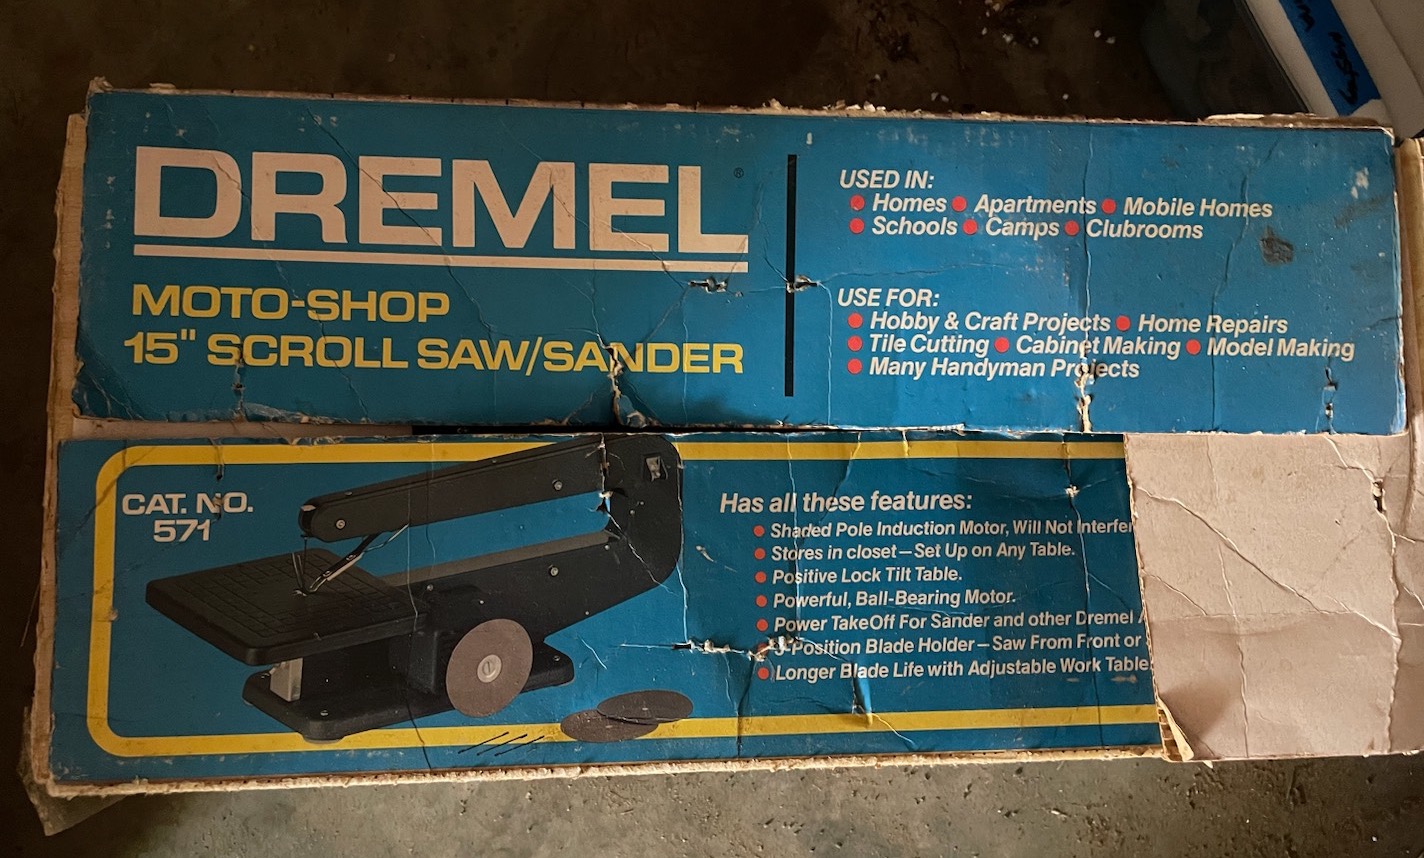 DREMEL®
MOTO-SHOP
15" SCROLL SAW/SANDER
USED IN:
• Homes • Apartments • Mobile Homes
• Schools • Camps • Clubrooms
USE FOR:
• Hobby & Craft Projects • Home Repairs
• Tile Cutting • Cabinet Making • Model Making
• Many Handyman Projects
CAT. NO.
571
Has all these features:
• Shaded Pole Induction Motor, Will Not Interfer
• Stores in closet—Set Up on Any Table.
• Positive Lock Tilt Table.
• Powerful, Ball-Bearing Motor.
• Power TakeOff For Sander and other Dremel
• Position Blade Holder—Saw From Front or
• Longer Blade Life with Adjustable Work Table